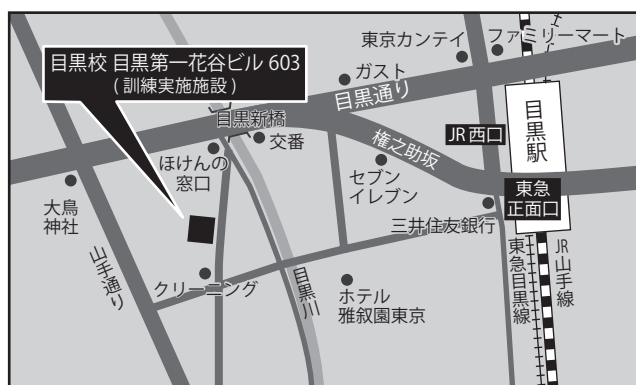 目黒校 目黒第一花谷ビル 603
( 訓練実施施設 )
東京カンテイ
ファミリーマート
ガスト
目黒通り
目黒新橋
交番
JR 西口
目黒駅
権之助坂
ほけんの
窓口
セブン
イレブン
東急
正面口
大鳥
神社
三井住友銀行
山手通り
クリーニング
目黒川
ホテル
雅叙園東京
東急目黒線
JR山手線